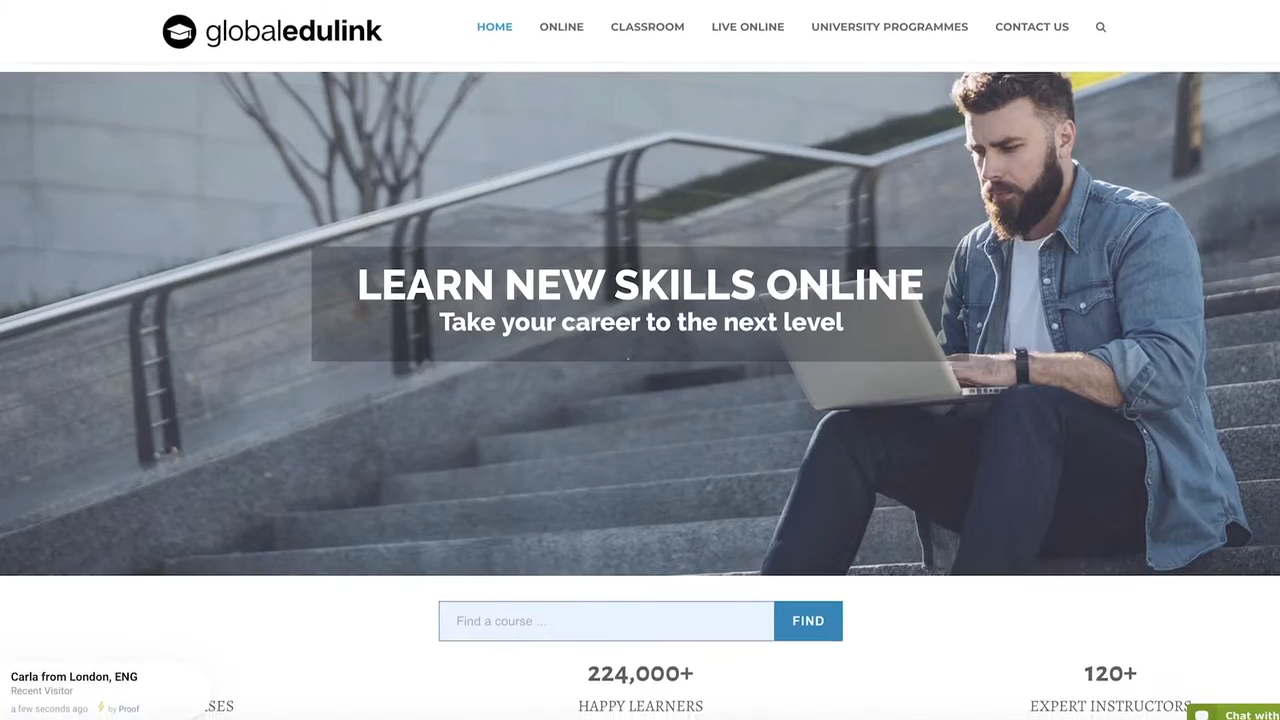 globaledulink
HOME ONLINE CLASSROOM LIVE ONLINE UNIVERSITY PROGRAMMES CONTACT US
LEARN NEW SKILLS ONLINE
Take your career to the next level
Find a course ...
FIND
224,000+
HAPPY LEARNERS
120+
EXPERT INSTRUCTORS
Carla from London, ENG
Recent Visitor
a few seconds ago by Proof
Chat with